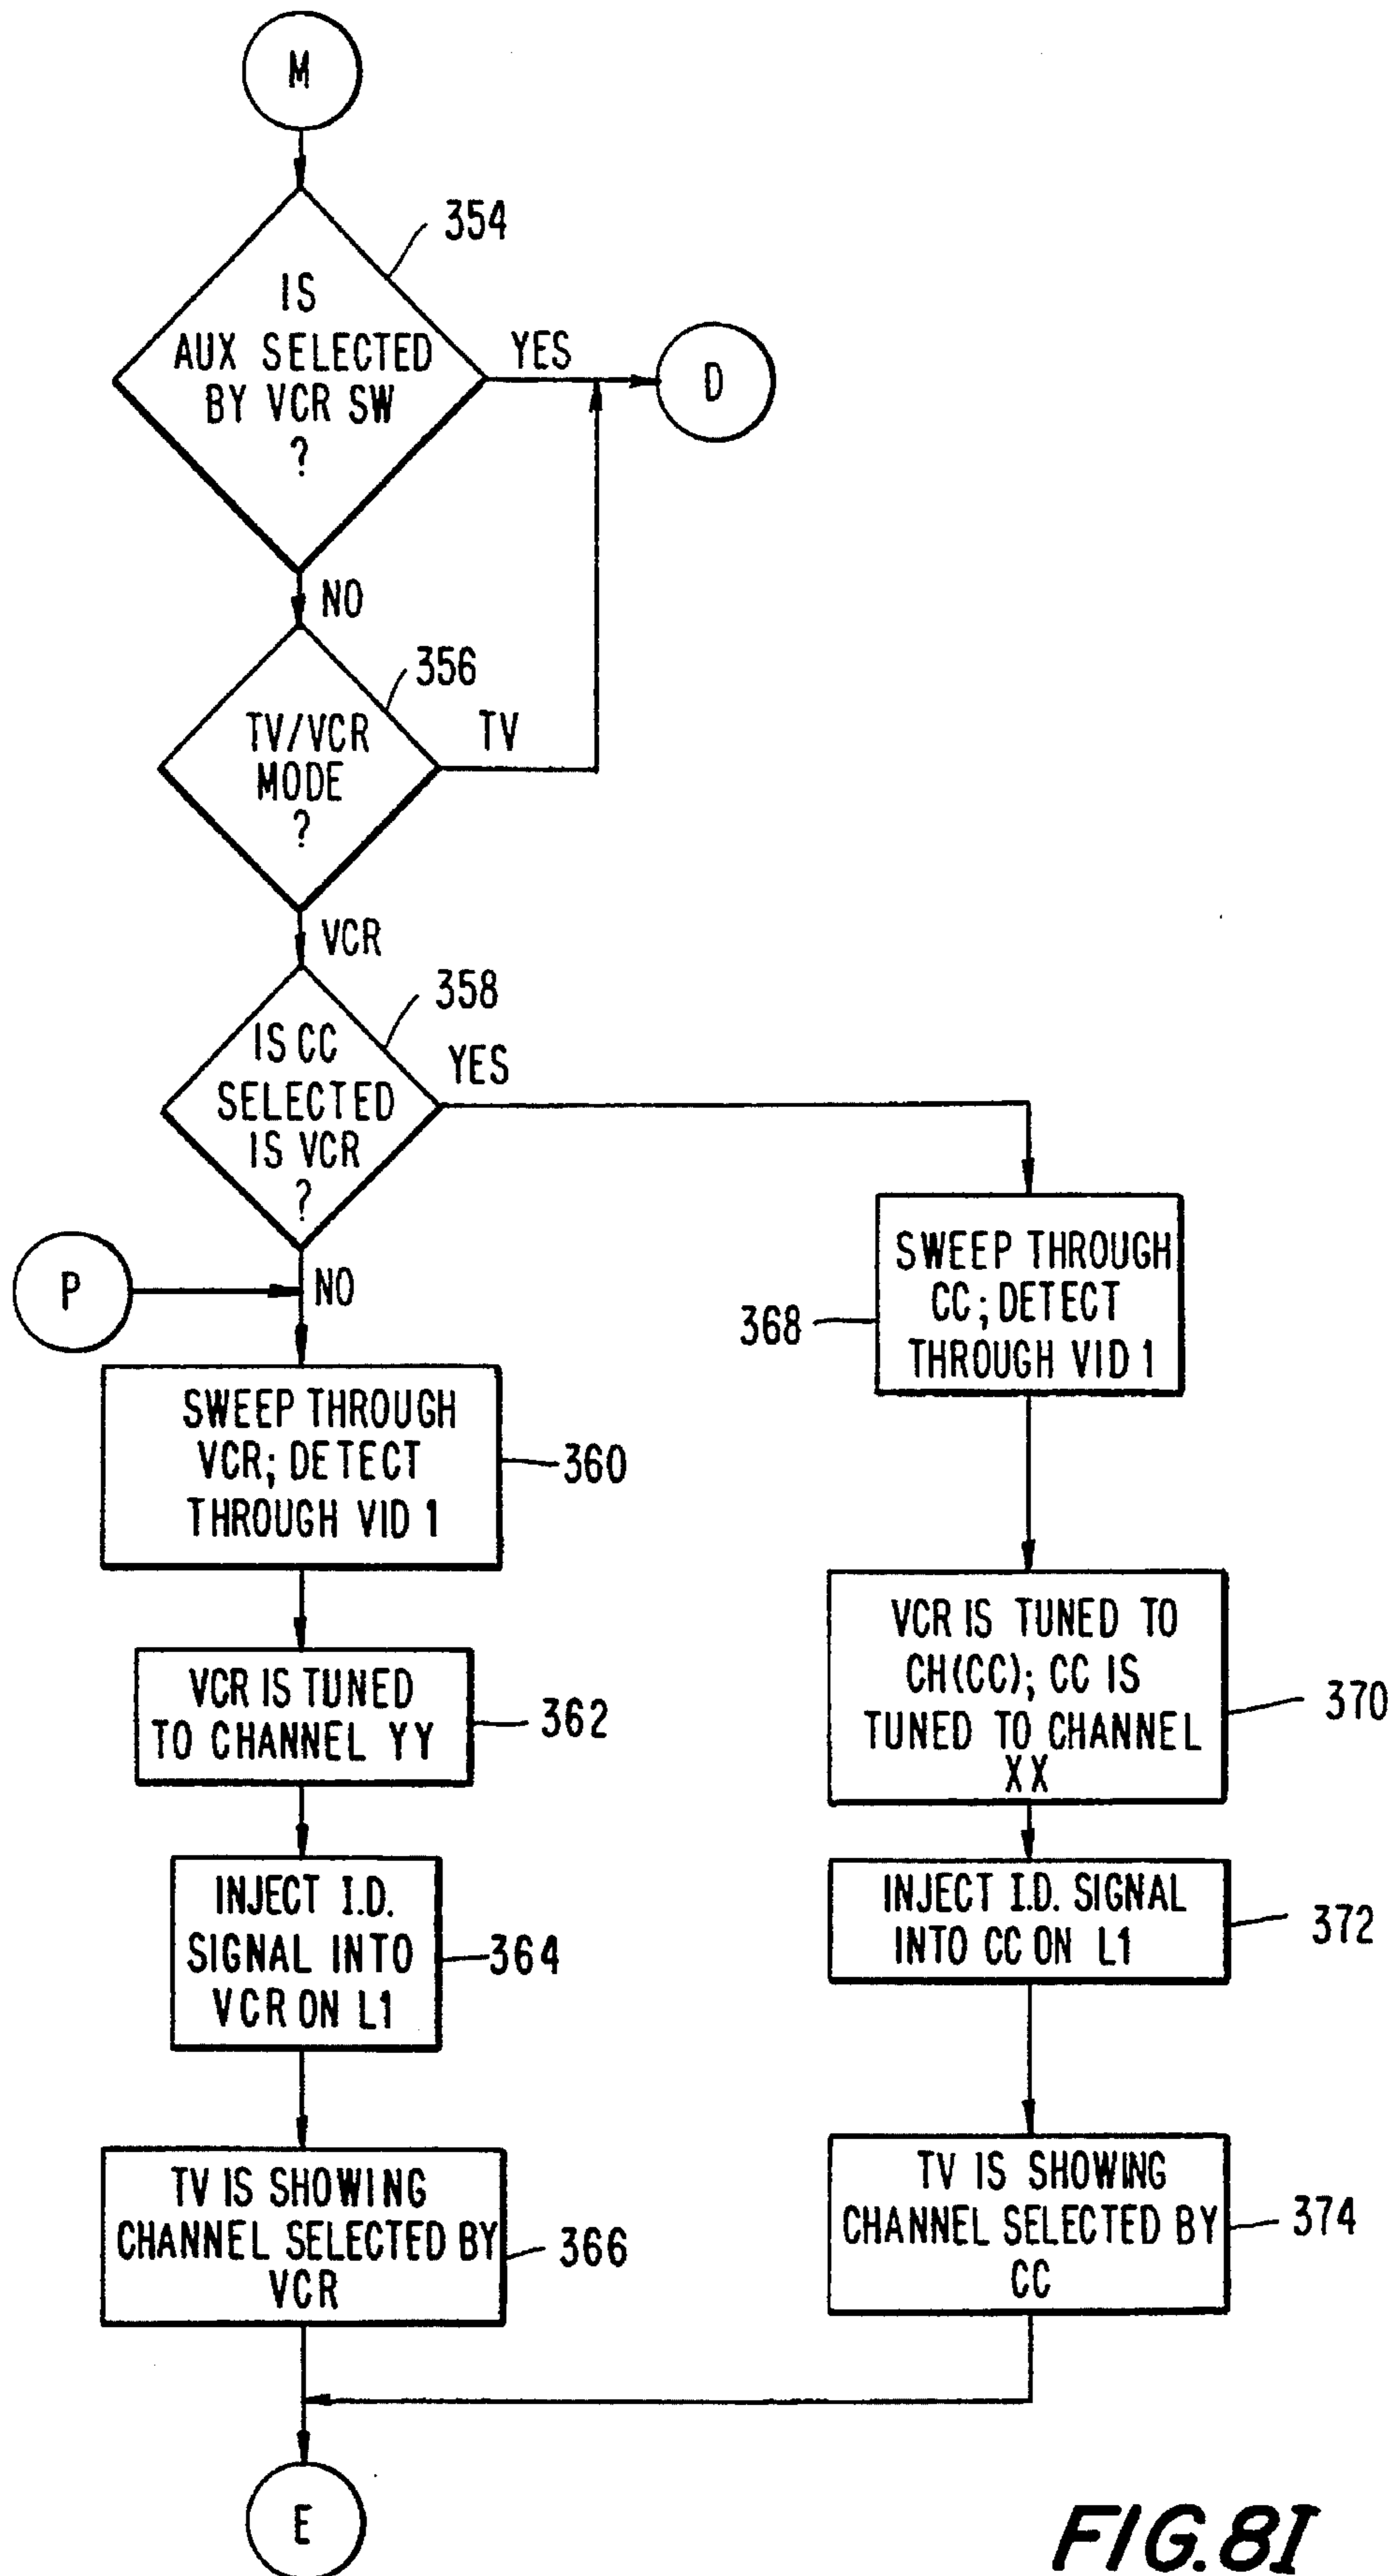 M
354
IS
AUX SELECTED
BY VCR SW
?
YES
D
NO
356
TV/VCR
MODE
?
TV
VCR
358
IS CC
SELECTED
IS VCR
?
YES
P
NO
SWEEP THROUGH
CC; DETECT
THROUGH VID 1
368
SWEEP THROUGH
VCR; DETECT
THROUGH VID 1
360
VCR IS TUNED TO
CH(CC); CC IS
TUNED TO CHANNEL
XX
370
VCR IS TUNED
TO CHANNEL YY
362
INJECT I.D.
SIGNAL INTO
VCR ON L1
364
INJECT I.D. SIGNAL
INTO CC ON L1
372
TV IS SHOWING
CHANNEL SELECTED BY
VCR
366
TV IS SHOWING
CHANNEL SELECTED BY
CC
374
E
FIG.8I